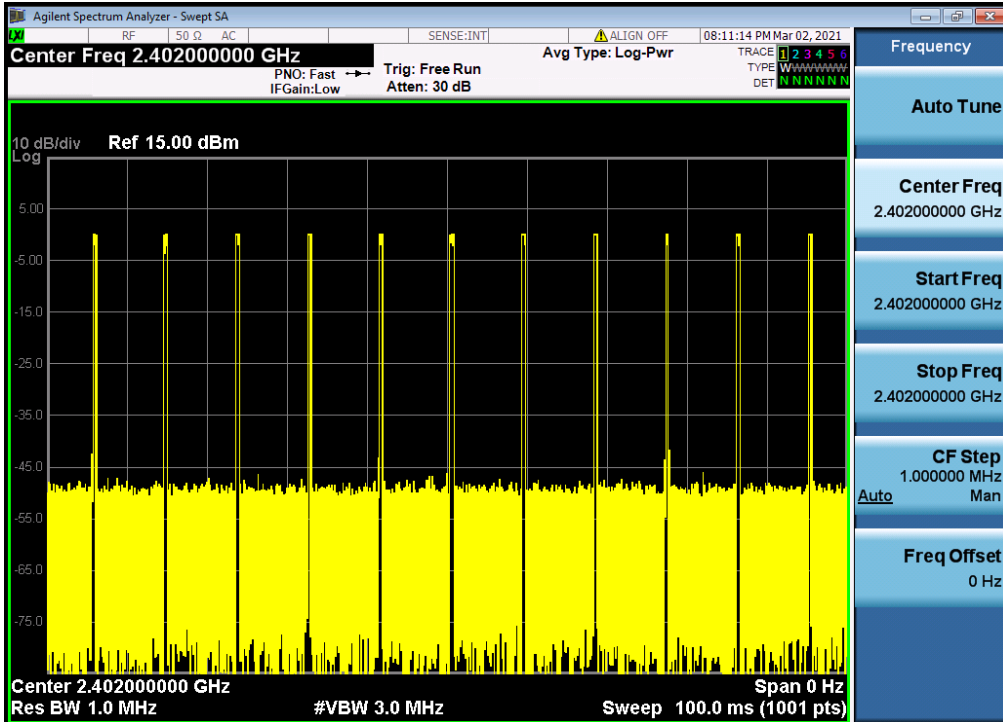 Agilent Spectrum Analyzer - Swept SA
LXI RF 50 Ω AC SENSE:INT ALIGN OFF 08:11:14 PM Mar 02, 2021
Center Freq 2.402000000 GHz
Avg Type: Log-Pwr
TRACE 1 2 3 4 5 6
TYPE WWWWWW
DET N N N N N N
PNO: Fast
IFGain:Low
Trig: Free Run
Atten: 30 dB
10 dB/div Ref 15.00 dBm
Log
5.00
-5.00
-15.0
-25.0
-35.0
-45.0
-55.0
-65.0
-75.0
Center 2.402000000 GHz Span 0 Hz
Res BW 1.0 MHz #VBW 3.0 MHz Sweep 100.0 ms (1001 pts)
Frequency
Auto Tune
Center Freq
2.402000000 GHz
Start Freq
2.402000000 GHz
Stop Freq
2.402000000 GHz
CF Step
1.000000 MHz
Auto Man
Freq Offset
0 Hz